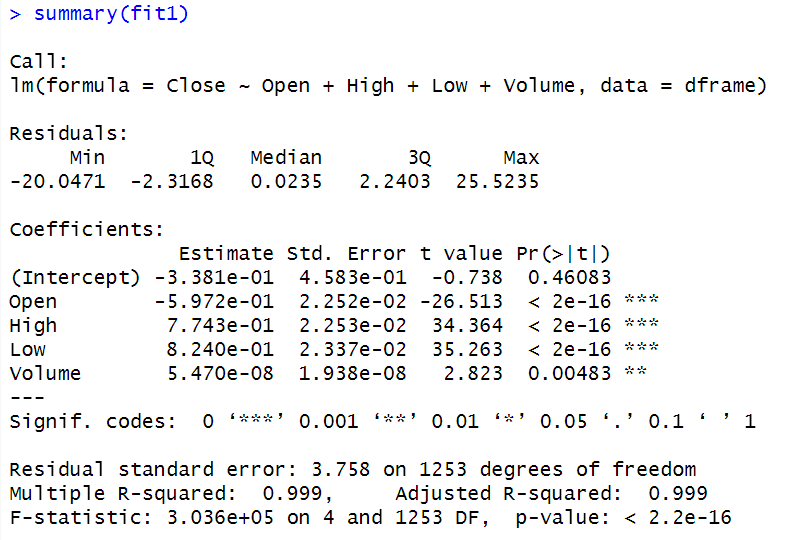 > summary(fit1)
Call:
lm(formula = Close ~ Open + High + Low + Volume, data = dframe)
Residuals:
     Min       1Q   Median       3Q      Max
-20.0471  -2.3168   0.0235   2.2403  25.5235
Coefficients:
              Estimate Std. Error t value Pr(>|t|)
(Intercept) -3.381e-01  4.583e-01  -0.738  0.46083
Open        -5.972e-01  2.252e-02 -26.513  < 2e-16 ***
High         7.743e-01  2.253e-02  34.364  < 2e-16 ***
Low          8.240e-01  2.337e-02  35.263  < 2e-16 ***
Volume       5.470e-08  1.938e-08   2.823  0.00483 **
---
Signif. codes:  0 ‘***’ 0.001 ‘**’ 0.01 ‘*’ 0.05 ‘.’ 0.1 ‘ ’ 1
Residual standard error: 3.758 on 1253 degrees of freedom
Multiple R-squared:  0.999,     Adjusted R-squared:  0.999
F-statistic: 3.036e+05 on 4 and 1253 DF,  p-value: < 2.2e-16